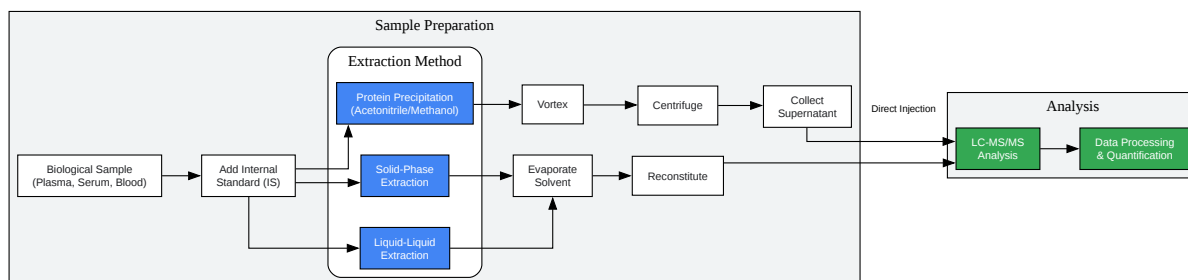 Sample Preparation
Extraction Method
Protein Precipitation
(Acetonitrile/Methanol)
Vortex
Centrifuge
Collect
Supernatant
Direct Injection
Analysis
LC-MS/MS
Analysis
Data Processing
& Quantification
Biological Sample
(Plasma, Serum, Blood)
Add Internal
Standard (IS)
Solid-Phase
Extraction
Evaporate
Solvent
Reconstitute
Liquid-Liquid
Extraction